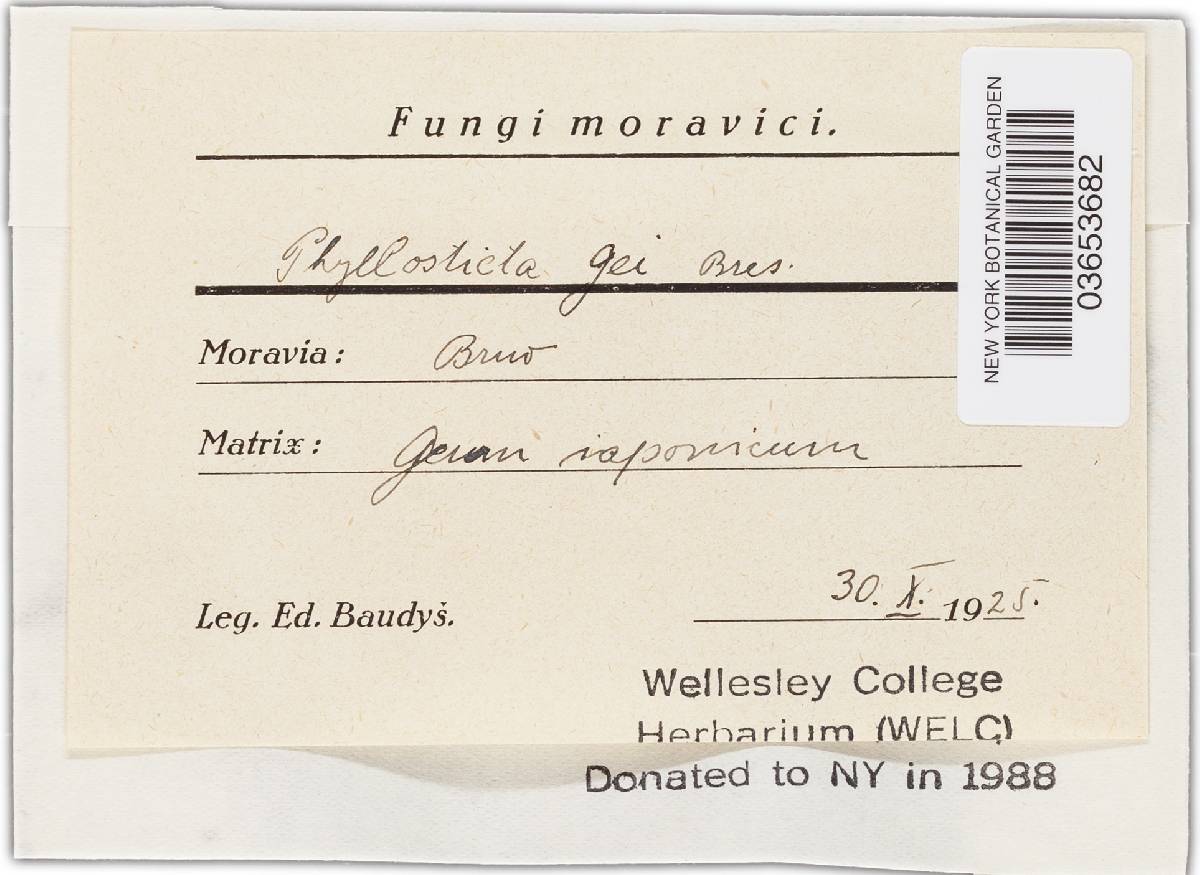 Fungi moravici.
Phyllosticta gei Bres.
Moravia: Brno
Matrix: Geum iaponicum
Leg. Ed. Baudyš.
30. X. 1925.
Wellesley College
Herbarium (WELC)
Donated to NY in 1988
NEW YORK BOTANICAL GARDEN
03653682